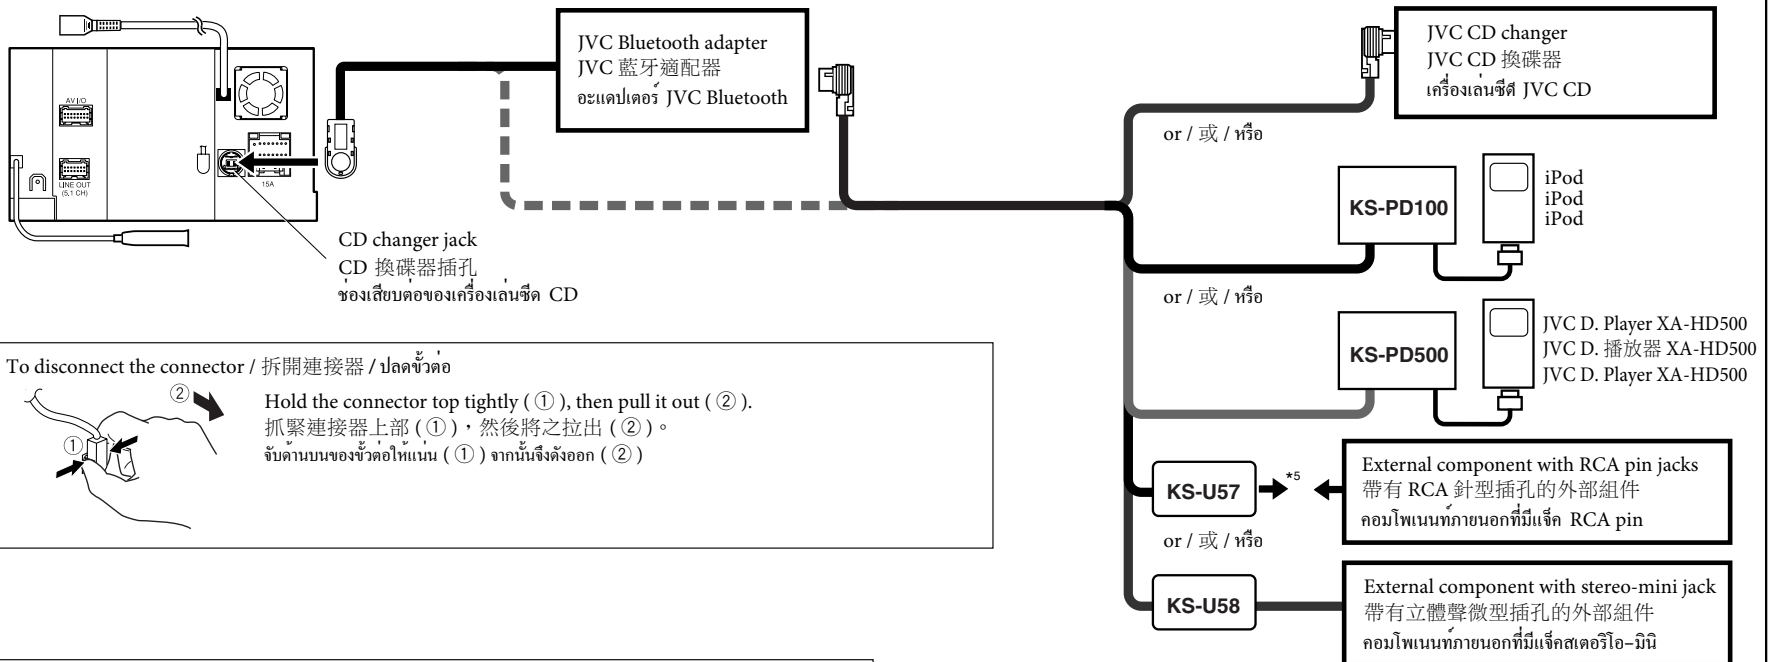 AV I/O
LINE OUT
(5.1 CH)
15A
CD changer jack
CD 換碟器插孔
ช่องเสียบต่อของเครื่องเล่นซีด CD
JVC Bluetooth adapter
JVC 藍牙適配器
อะแดปเตอร์ JVC Bluetooth
JVC CD changer
JVC CD 換碟器
เครื่องเล่นซีดี JVC CD
or / 或 / หรือ
KS-PD100
iPod
iPod
iPod
or / 或 / หรือ
KS-PD500
JVC D. Player XA-HD500
JVC D. 播放器 XA-HD500
JVC D. Player XA-HD500
KS-U57
*5
External component with RCA pin jacks
帶有 RCA 針型插孔的外部組件
คอมโพเนนท์ภายนอกที่มีแจ็ค RCA pin
or / 或 / หรือ
KS-U58
External component with stereo-mini jack
帶有立體聲微型插孔的外部組件
คอมโพเนนท์ภายนอกที่มีแจ็คสเตอริโอ-มินิ
To disconnect the connector / 拆開連接器 / ปลดขั้วต่อ
①
②
Hold the connector top tightly ( ① ), then pull it out ( ② ).
抓緊連接器上部 ( ① )，然後將之拉出 ( ② )。
จับด้านบนของขั้วต่อให้แน่น ( ① ) จากนั้นจึงดังออก ( ② )